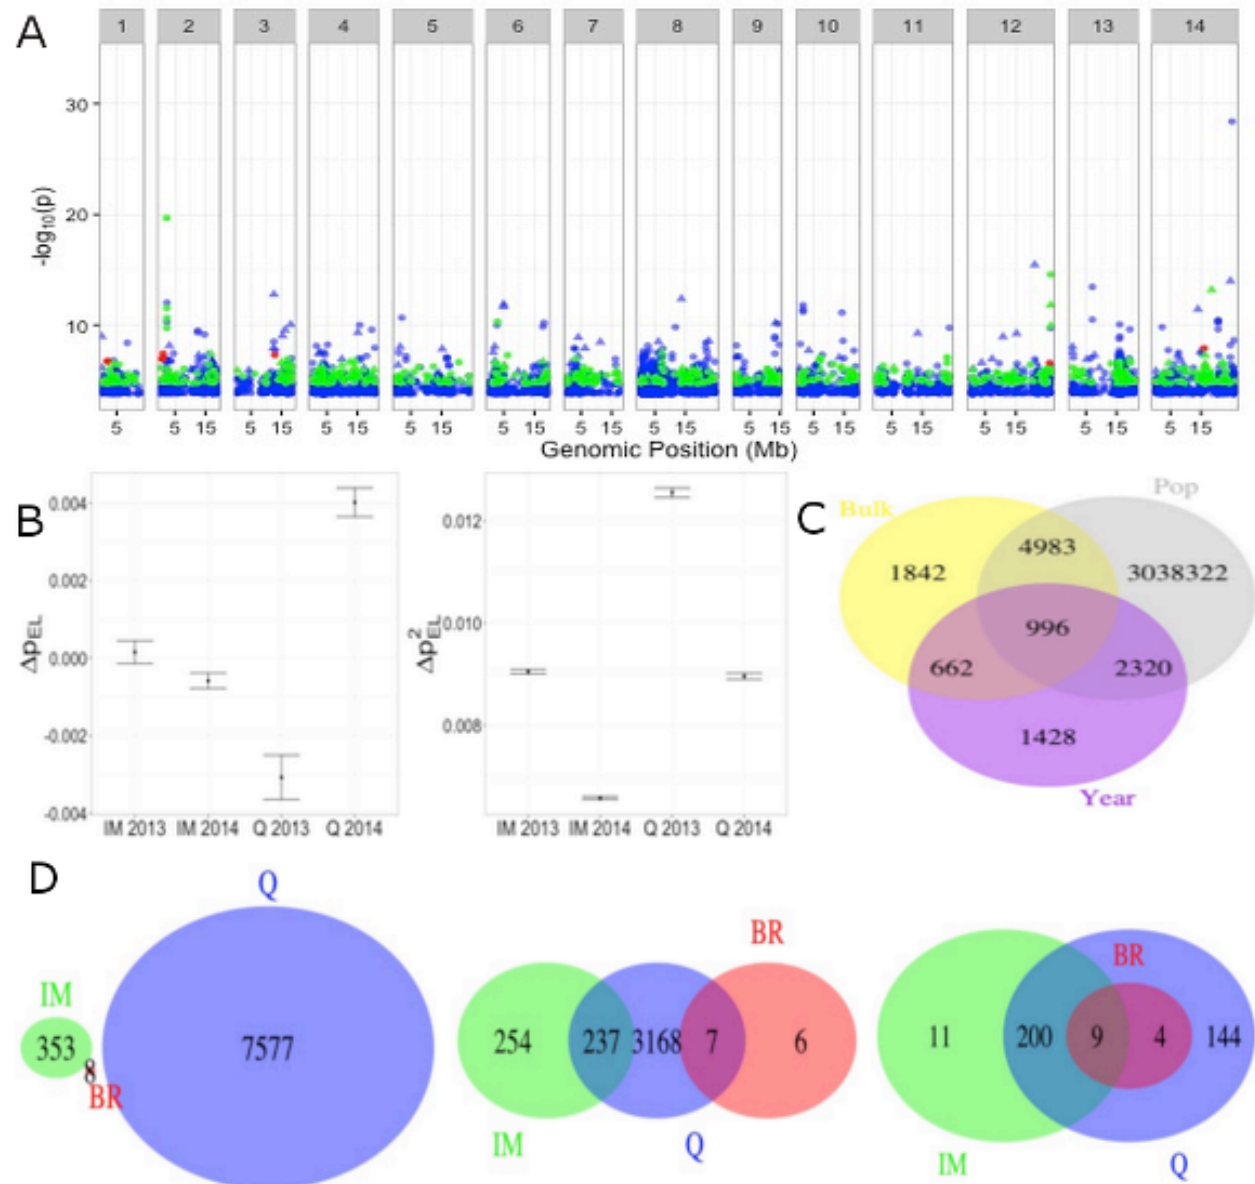 A
1 2 3 4 5 6 7 8 9 10 11 12 13 14
30
20
10
-log10(p)
5 5 15 5 15 5 15 5 15 5 15 5 15 5 15 5 15 5 15 5 15 5 15 5 15 5 15
Genomic Position (Mb)
B
0.004
0.002
0.000
-0.002
-0.004
ΔpEL
IM 2013 IM 2014 Q 2013 Q 2014
0.012
0.010
0.008
Δp²EL
IM 2013 IM 2014 Q 2013 Q 2014
C
Bulk
Pop
4983
1842
3038322
996
662
2320
1428
Year
D
Q
IM
353
7577
8
BR
BR
254 237 3168 7 6
IM
Q
BR
11 200 9 4 144
IM
Q